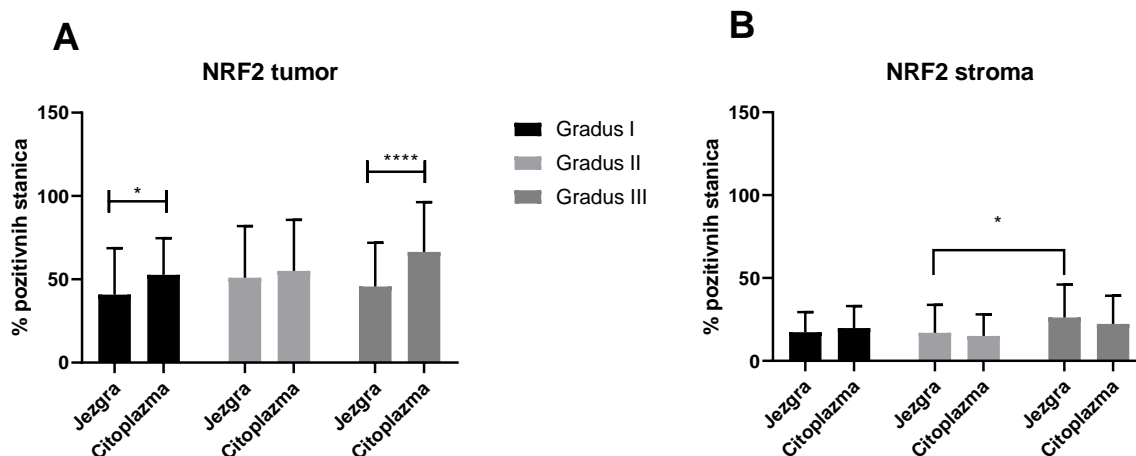 A
NRF2 tumor
% pozitivnih stanica
150
100
50
0
*
****
Jezgra
Citoplazma
Jezgra
Citoplazma
Jezgra
Citoplazma
Gradus I
Gradus II
Gradus III
B
NRF2 stroma
% pozitivnih stanica
150
100
50
0
*
Jezgra
Citoplazma
Jezgra
Citoplazma
Jezgra
Citoplazma